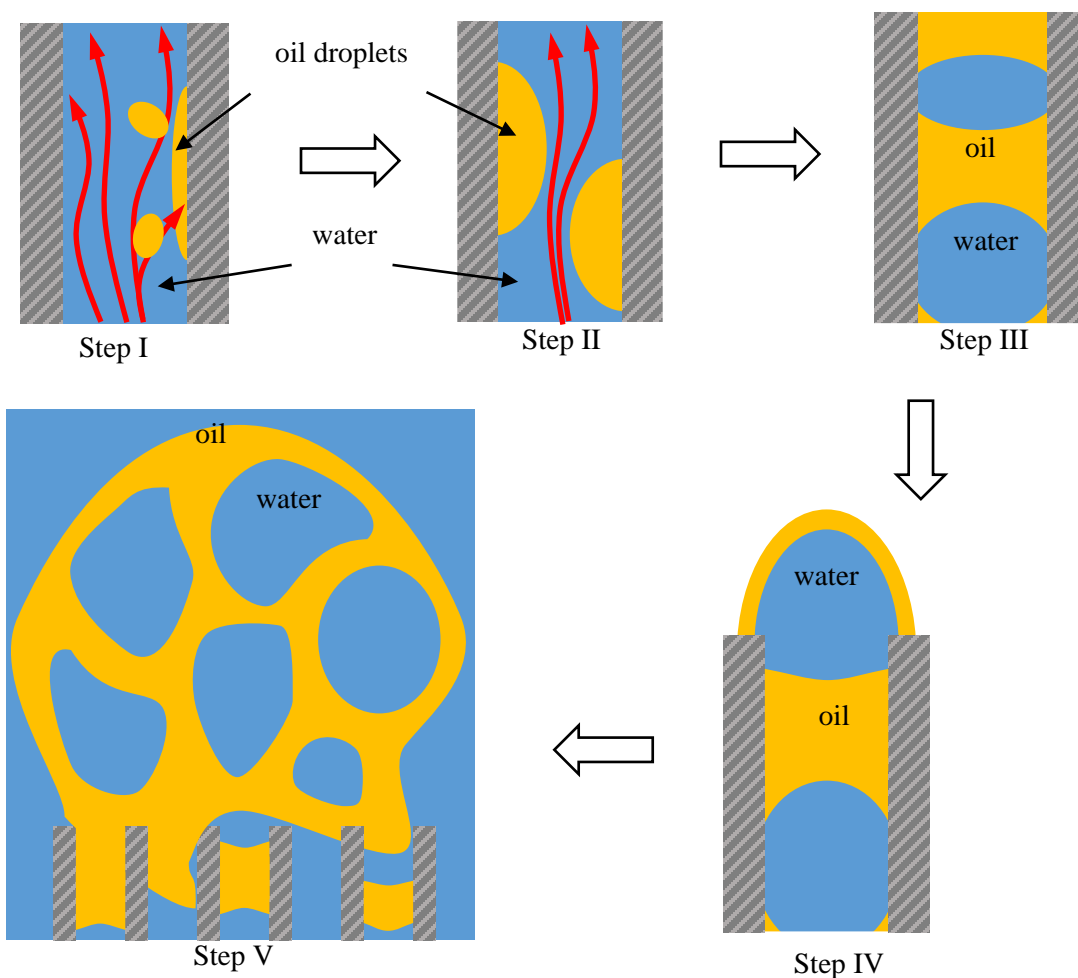 oil droplets
water
Step I
Step II
oil
water
Step III
oil
water
Step V
water
oil
Step IV